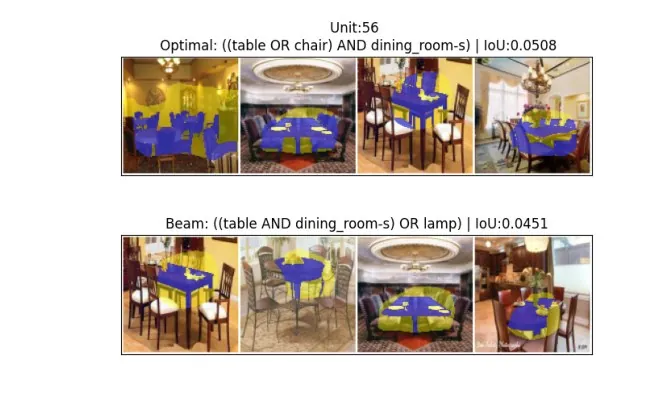 Unit:56
Optimal: ((table OR chair) AND dining_room-s) | IoU:0.0508
Beam: ((table AND dining_room-s) OR lamp) | IoU:0.0451